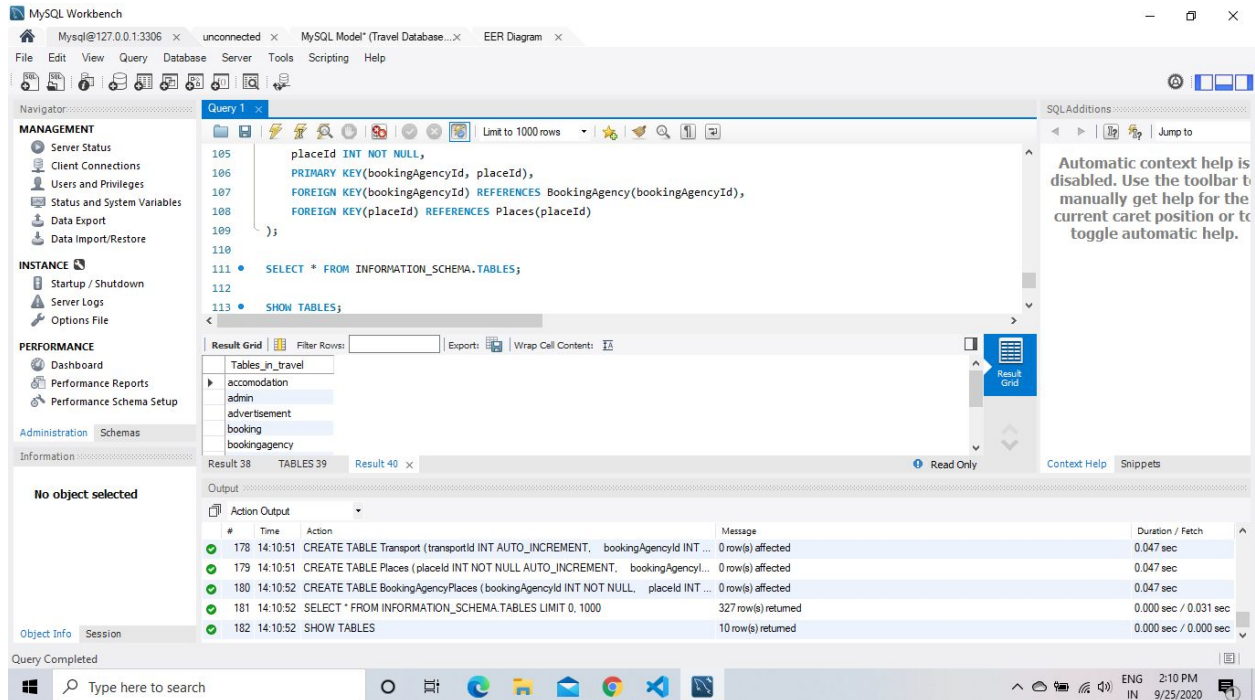 MySQL Workbench
Mysql@127.0.0.1:3306 × unconnected × MySQL Model* (Travel Database...× EER Diagram ×
File Edit View Query Database Server Tools Scripting Help
Navigator
MANAGEMENT
Server Status
Client Connections
Users and Privileges
Status and System Variables
Data Export
Data Import/Restore
INSTANCE
Startup / Shutdown
Server Logs
Options File
PERFORMANCE
Dashboard
Performance Reports
Performance Schema Setup
Administration Schemas
Information
No object selected
Object Info Session
Query 1 ×
Limit to 1000 rows
105 placeId INT NOT NULL,
106 PRIMARY KEY(bookingAgencyId, placeId),
107 FOREIGN KEY(bookingAgencyId) REFERENCES BookingAgency(bookingAgencyId),
108 FOREIGN KEY(placeId) REFERENCES Places(placeId)
109 );
110
111 SELECT * FROM INFORMATION_SCHEMA.TABLES;
112
113 SHOW TABLES;
Result Grid Filter Rows: Export: Wrap Cell Content:
Tables_in_travel
accomodation
admin
advertisement
booking
bookingagency
Result Grid
Result 38 TABLES 39 Result 40 × Read Only
SQLAdditions
Jump to
Automatic context help is
disabled. Use the toolbar to
manually get help for the
current caret position or to
toggle automatic help.
Context Help Snippets
Output
Action Output
# Time Action Message Duration / Fetch
178 14:10:51 CREATE TABLE Transport ( transportId INT AUTO_INCREMENT, bookingAgencyId INT ... 0 row(s) affected 0.047 sec
179 14:10:51 CREATE TABLE Places ( placeId INT NOT NULL AUTO_INCREMENT, bookingAgencyI... 0 row(s) affected 0.047 sec
180 14:10:52 CREATE TABLE BookingAgencyPlaces ( bookingAgencyId INT NOT NULL, placeId INT ... 0 row(s) affected 0.047 sec
181 14:10:52 SELECT * FROM INFORMATION_SCHEMA.TABLES LIMIT 0, 1000 327 row(s) returned 0.000 sec / 0.031 sec
182 14:10:52 SHOW TABLES 10 row(s) returned 0.000 sec / 0.000 sec
Query Completed
Type here to search
ENG 2:10 PM
IN 9/25/2020